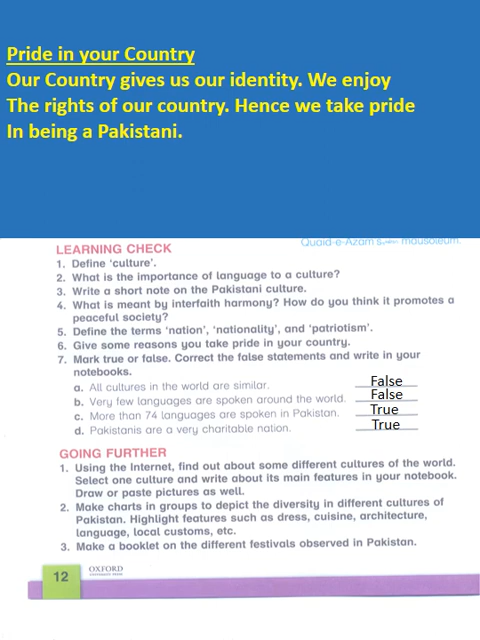 Pride in your Country
Our Country gives us our identity. We enjoy
The rights of our country. Hence we take pride
In being a Pakistani.
Quaid-e-Azam's mausoleum.
LEARNING CHECK
1. Define 'culture'.
2. What is the importance of language to a culture?
3. Write a short note on the Pakistani culture.
4. What is meant by interfaith harmony? How do you think it promotes a
peaceful society?
5. Define the terms 'nation', 'nationality', and 'patriotism'.
6. Give some reasons you take pride in your country.
7. Mark true or false. Correct the false statements and write in your
notebooks.
a. All cultures in the world are similar. False
b. Very few languages are spoken around the world. False
c. More than 74 languages are spoken in Pakistan. True
d. Pakistanis are a very charitable nation. True
GOING FURTHER
1. Using the Internet, find out about some different cultures of the world.
Select one culture and write about its main features in your notebook.
Draw or paste pictures as well.
2. Make charts in groups to depict the diversity in different cultures of
Pakistan. Highlight features such as dress, cuisine, architecture,
language, local customs, etc.
3. Make a booklet on the different festivals observed in Pakistan.
12
OXFORD
UNIVERSITY PRESS